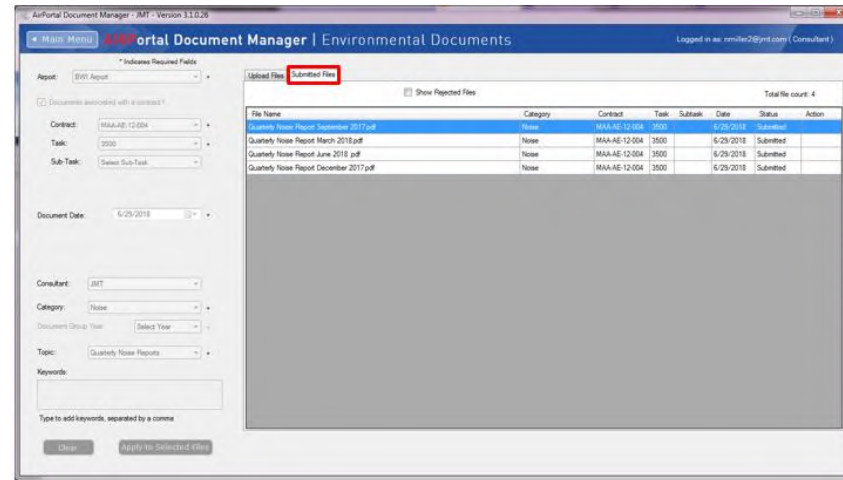 AirPortal Document Manager - JMT - Version 3.1.0.26
Main Menu
AIRPortal Document Manager | Environmental Documents
Logged in as: nmiller2@jmt.com ( Consultant )
* Indicates Required Fields
Airport: BWI Airport *
Documents associated with a contract ?
Contract: MAA-AE-12-004 *
Task: 3500 *
Sub-Task: Select Sub-Task
Document Date: 6/29/2018 *
Consultant: JMT
Category: Noise *
Document Group Year: Select Year *
Topic: Quarterly Noise Reports *
Keywords:
Type to add keywords, separated by a comma
Clear Apply to Selected Files
Upload Files Submitted Files
Show Rejected Files Total file count: 4
File Name Category Contract Task Subtask Date Status Action
Quarterly Noise Report September 2017.pdf Noise MAA-AE-12-004 3500 6/29/2018 Submitted
Quarterly Noise Report March 2018.pdf Noise MAA-AE-12-004 3500 6/29/2018 Submitted
Quarterly Noise Report June 2018 .pdf Noise MAA-AE-12-004 3500 6/29/2018 Submitted
Quarterly Noise Report December 2017.pdf Noise MAA-AE-12-004 3500 6/29/2018 Submitted